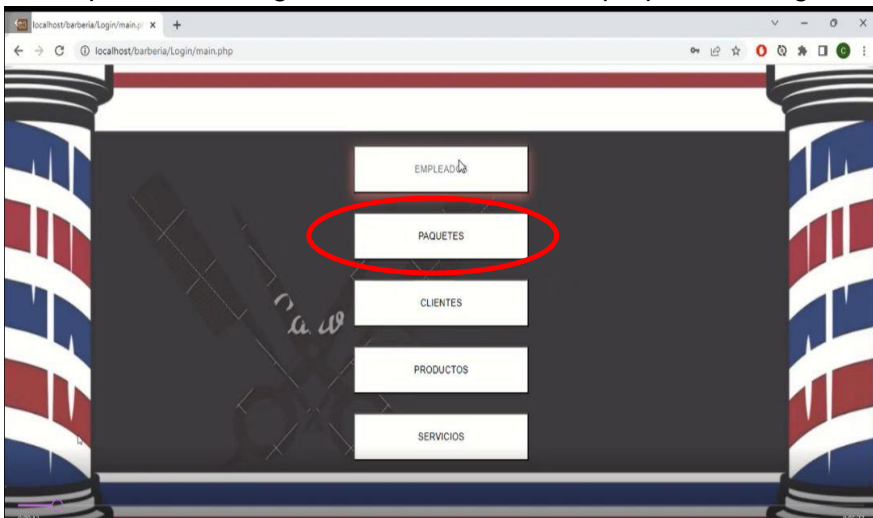 localhost/barberia/Login/main.p
localhost/barberia/Login/main.php
EMPLEADOS
PAQUETES
CLIENTES
PRODUCTOS
SERVICIOS